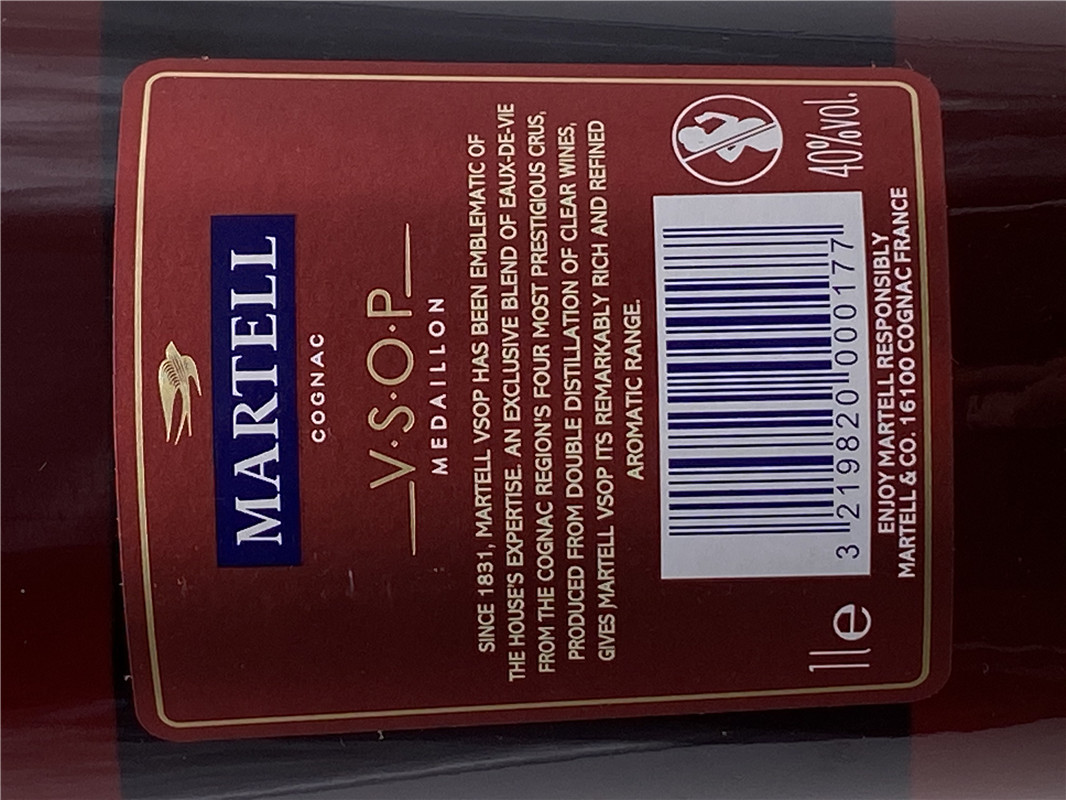 MARTELL
COGNAC
V·S·O·P
MEDAILLON
SINCE 1831, MARTELL VSOP HAS BEEN EMBLEMATIC OF
THE HOUSE'S EXPERTISE. AN EXCLUSIVE BLEND OF EAUX-DE-VIE
FROM THE COGNAC REGION'S FOUR MOST PRESTIGIOUS CRUS,
PRODUCED FROM DOUBLE DISTILLATION OF CLEAR WINES,
GIVES MARTELL VSOP ITS REMARKABLY RICH AND REFINED
AROMATIC RANGE.
3 219820 000177
1l e
40%vol.
ENJOY MARTELL RESPONSIBLY
MARTELL & CO. 16100 COGNAC FRANCE